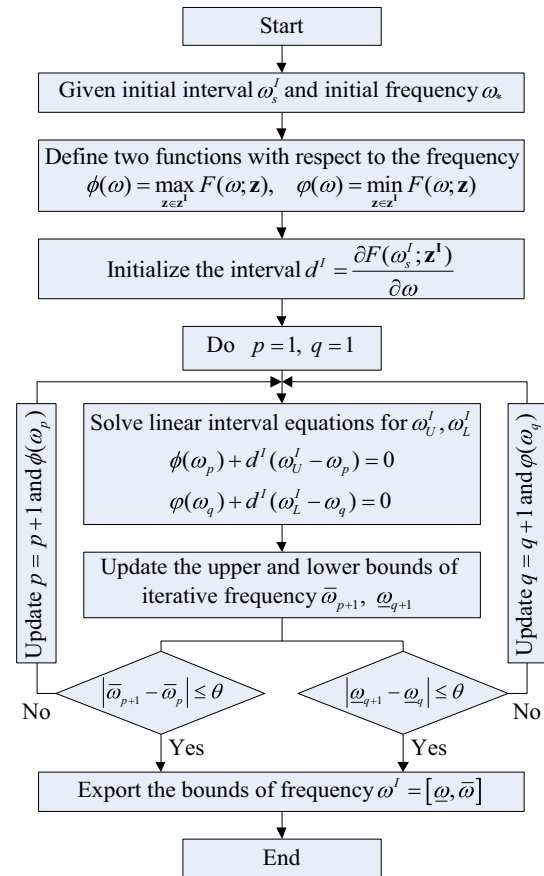 Start
Given initial interval ω_s^I and initial frequency ω_*
Define two functions with respect to the frequency
ϕ(ω) = max_{z∈z^I} F(ω; z), φ(ω) = min_{z∈z^I} F(ω; z)
Initialize the interval d^I = ∂F(ω_s^I; z^I) / ∂ω
Do p = 1, q = 1
Solve linear interval equations for ω_U^I, ω_L^I
ϕ(ω_p) + d^I(ω_U^I − ω_p) = 0
φ(ω_q) + d^I(ω_L^I − ω_q) = 0
Update p = p + 1 and ϕ(ω_p)
Update q = q + 1 and φ(ω_q)
Update the upper and lower bounds of
iterative frequency ω̅_{p+1}, ω̲_{q+1}
|ω̅_{p+1} − ω̅_p| ≤ θ
|ω̲_{q+1} − ω̲_q| ≤ θ
No
No
Yes
Yes
Export the bounds of frequency ω^I = [ω̲, ω̅]
End